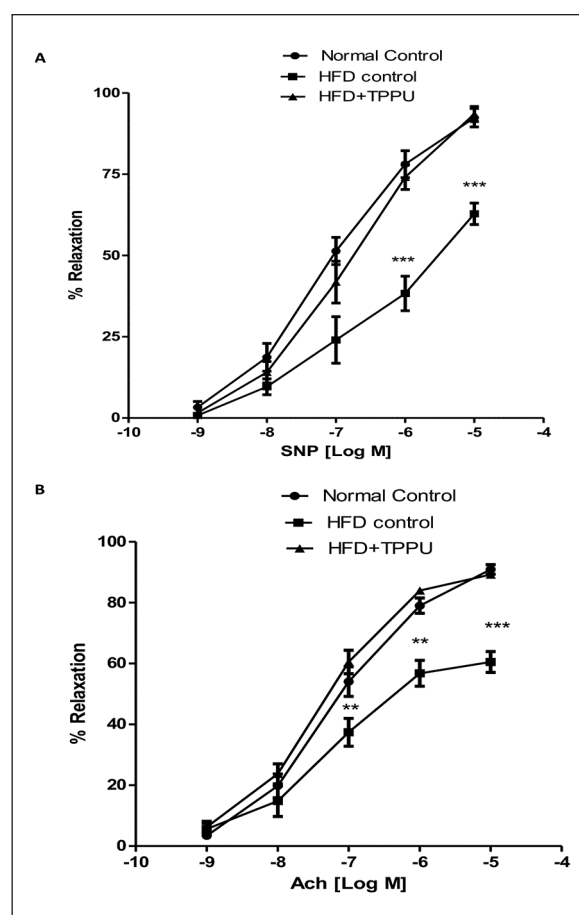 A
Normal Control
HFD control
HFD+TPPU
100
75
50
25
0
% Relaxation
***
***
-10 -9 -8 -7 -6 -5 -4
SNP [Log M]
B
Normal Control
HFD control
HFD+TPPU
100
80
60
40
20
0
% Relaxation
**
**
***
-10 -9 -8 -7 -6 -5 -4
Ach [Log M]